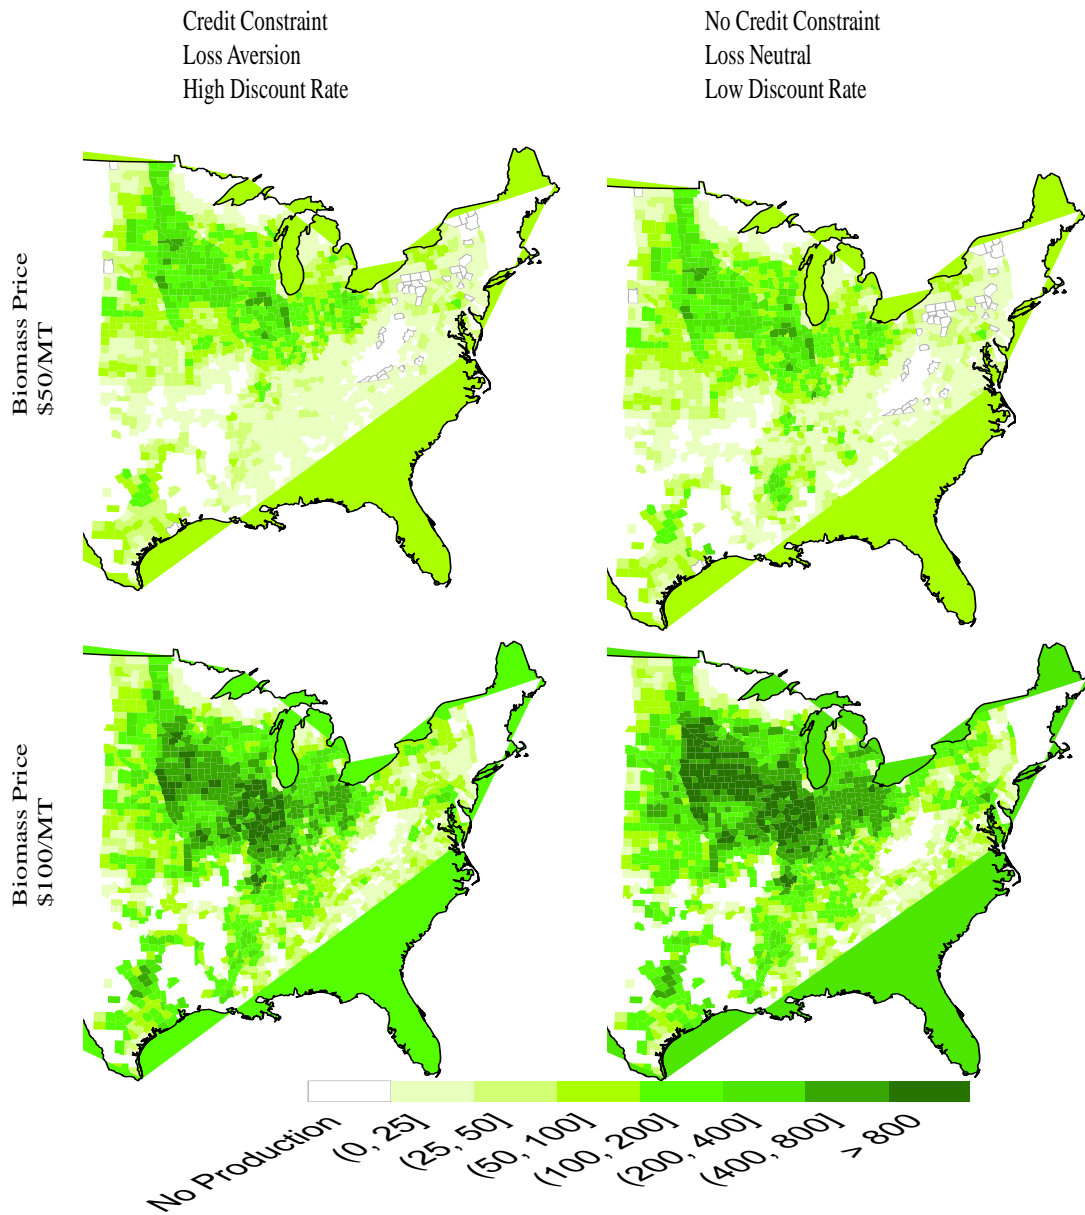 Credit Constraint
Loss Aversion
High Discount Rate
No Credit Constraint
Loss Neutral
Low Discount Rate
Biomass Price
$50/MT
Biomass Price
$100/MT
No Production
(0, 25]
(25, 50]
(50, 100]
(100, 200]
(200, 400]
(400, 800]
> 800